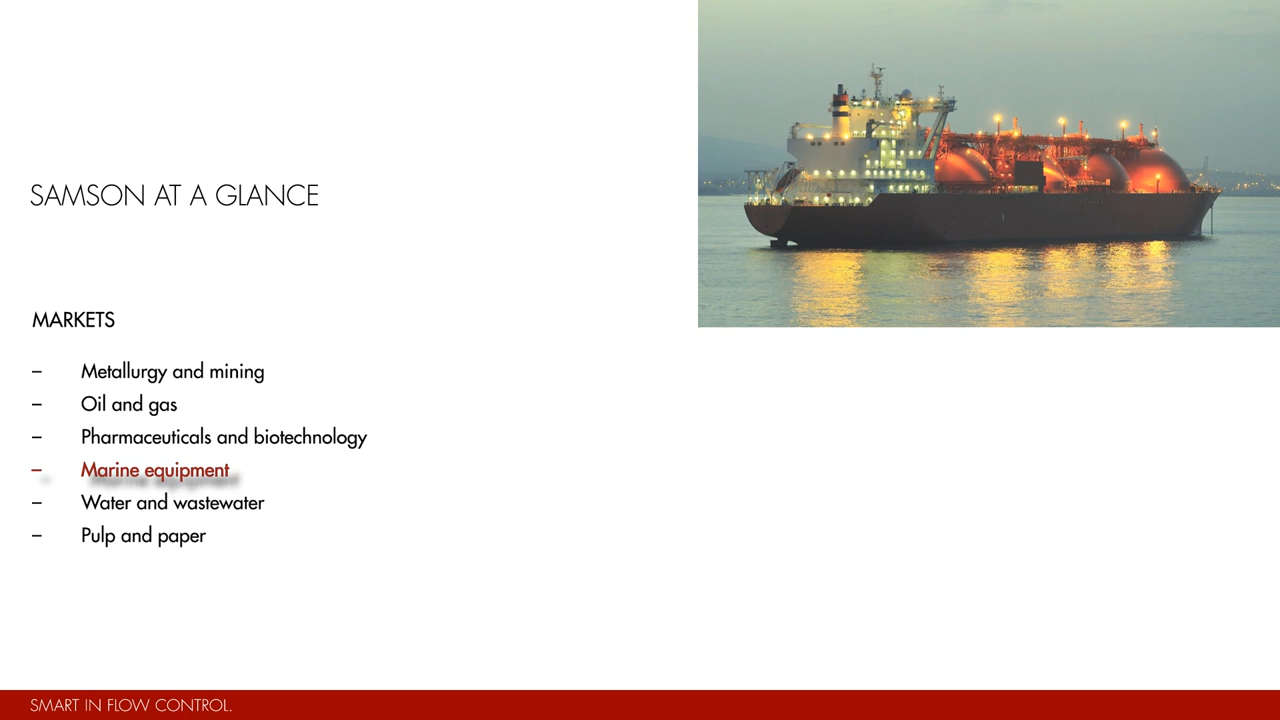 SAMSON AT A GLANCE
MARKETS
– Metallurgy and mining
– Oil and gas
– Pharmaceuticals and biotechnology
– Marine equipment
– Water and wastewater
– Pulp and paper
SMART IN FLOW CONTROL.